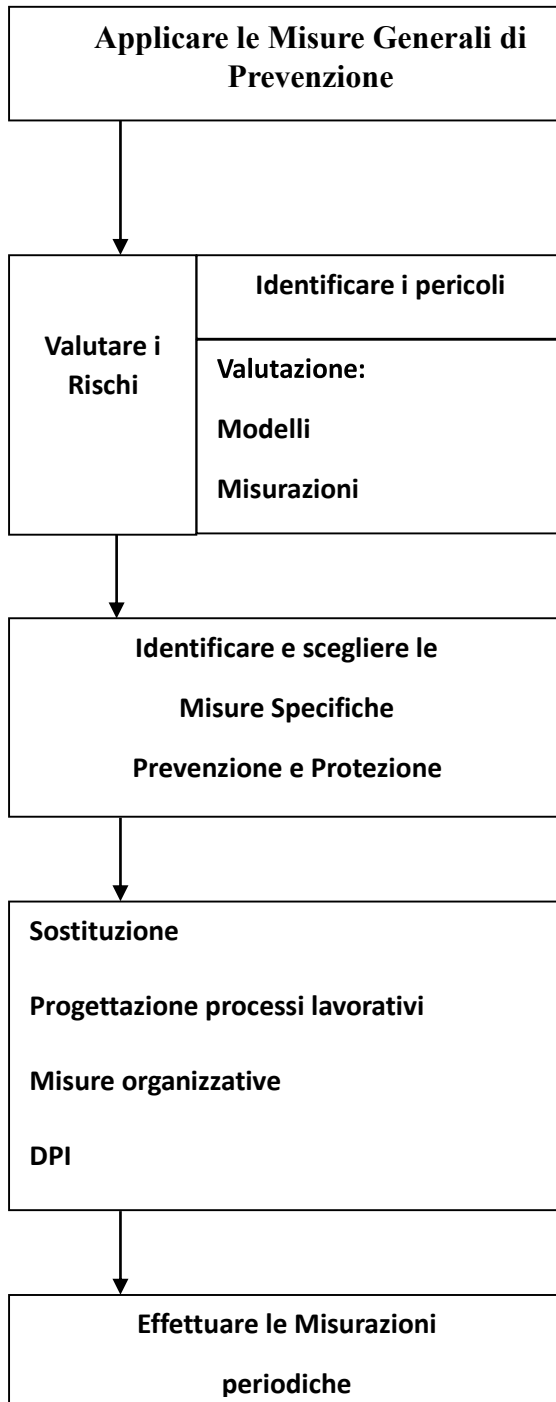 Applicare le Misure Generali di
Prevenzione
Valutare i
Rischi
Identificare i pericoli
Valutazione:
Modelli
Misurazioni
Identificare e scegliere le
Misure Specifiche
Prevenzione e Protezione
Sostituzione
Progettazione processi lavorativi
Misure organizzative
DPI
Effettuare le Misurazioni
periodiche